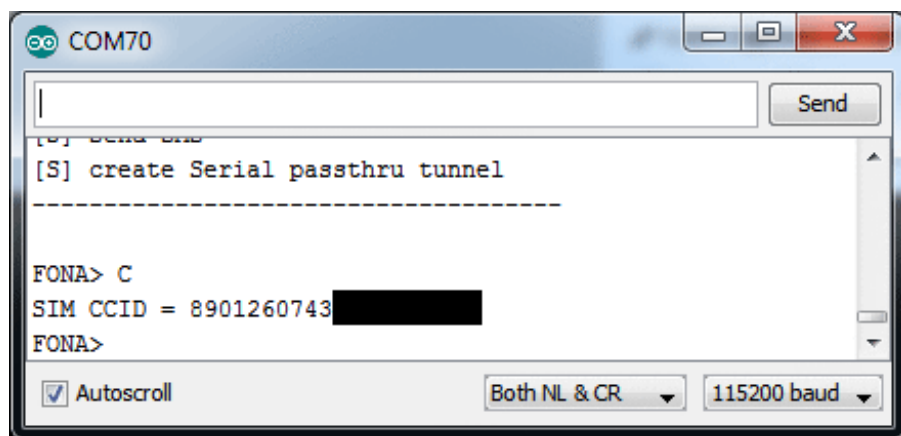 COM70
Send
[S] create Serial passthru tunnel
-------------------------------------
FONA> C
SIM CCID = 8901260743
FONA>
Autoscroll
Both NL & CR
115200 baud